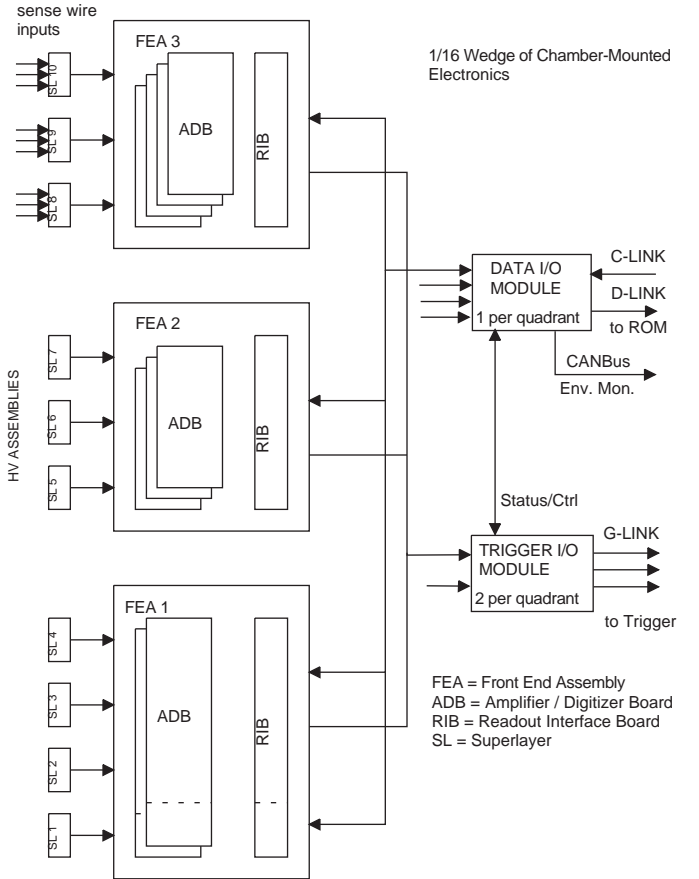 sense wire
inputs
FEA 3
1/16 Wedge of Chamber-Mounted
Electronics
SL 10
SL 9
SL 8
ADB
RIB
DATA I/O
MODULE
1 per quadrant
C-LINK
D-LINK
to ROM
CANBus
Env. Mon.
FEA 2
HV ASSEMBLIES
SL 7
SL 6
SL 5
ADB
RIB
Status/Ctrl
TRIGGER I/O
MODULE
2 per quadrant
G-LINK
to Trigger
FEA 1
SL 4
SL 3
SL 2
SL 1
ADB
RIB
FEA = Front End Assembly
ADB = Amplifier / Digitizer Board
RIB = Readout Interface Board
SL = Superlayer